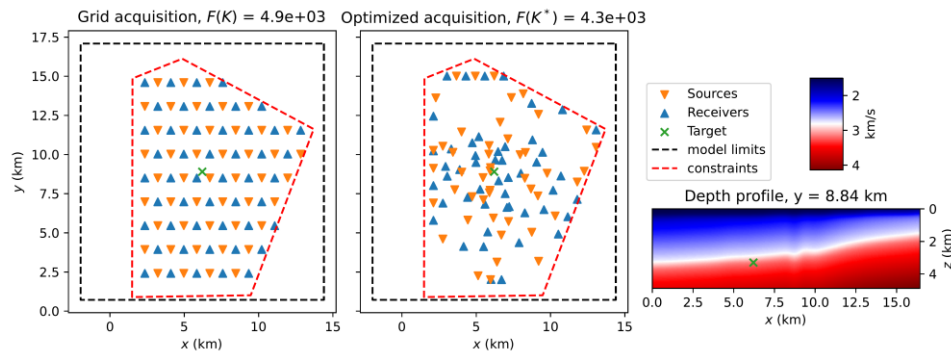 Grid acquisition, F(K) = 4.9e+03
17.5
15.0
12.5
10.0
7.5
5.0
2.5
0.0
y (km)
0
5
10
15
x (km)
Optimized acquisition, F(K*) = 4.3e+03
0
5
10
15
x (km)
Sources
Receivers
Target
model limits
constraints
2
3
4
km/s
Depth profile, y = 8.84 km
0
2
4
z (km)
0.0
2.5
5.0
7.5
10.0
12.5
15.0
x (km)